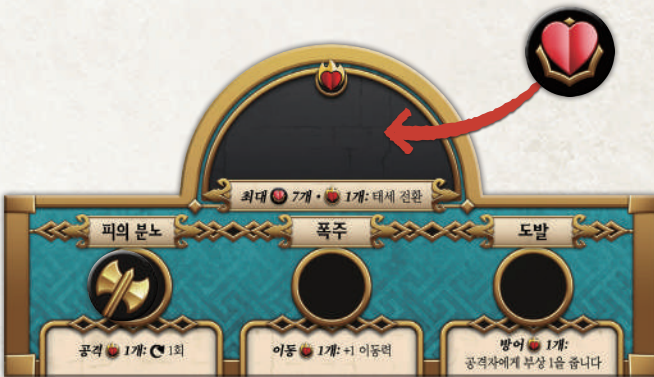 최대 7개 • 1개: 태세 전환
피의 분노
폭주
도발
공격 1개: 1회
이동 1개: +1 이동력
방어 1개:
공격자에게 부상 1을 줍니다